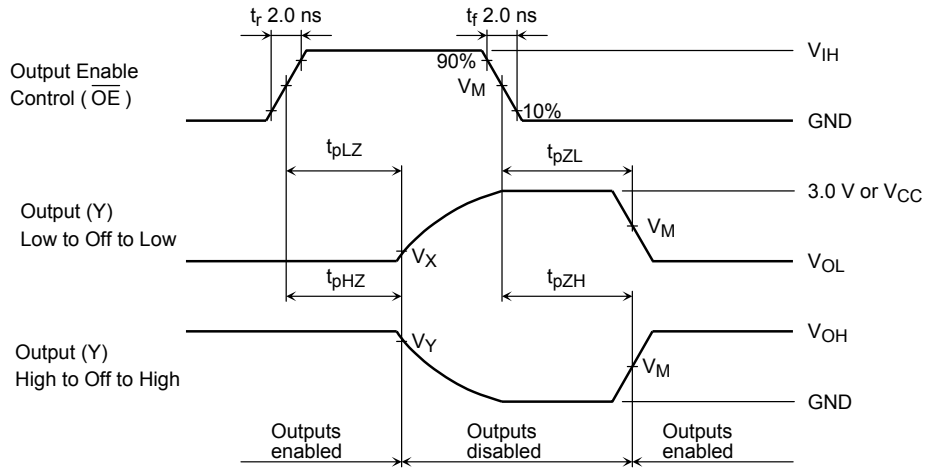 tr 2.0 ns
tf 2.0 ns
Output Enable
Control ( OE )
90%
VM
10%
VIH
GND
tpLZ
tpZL
3.0 V or VCC
Output (Y)
Low to Off to Low
VX
VM
VOL
tpHZ
tpZH
VOH
Output (Y)
High to Off to High
VY
VM
GND
Outputs
enabled
Outputs
disabled
Outputs
enabled